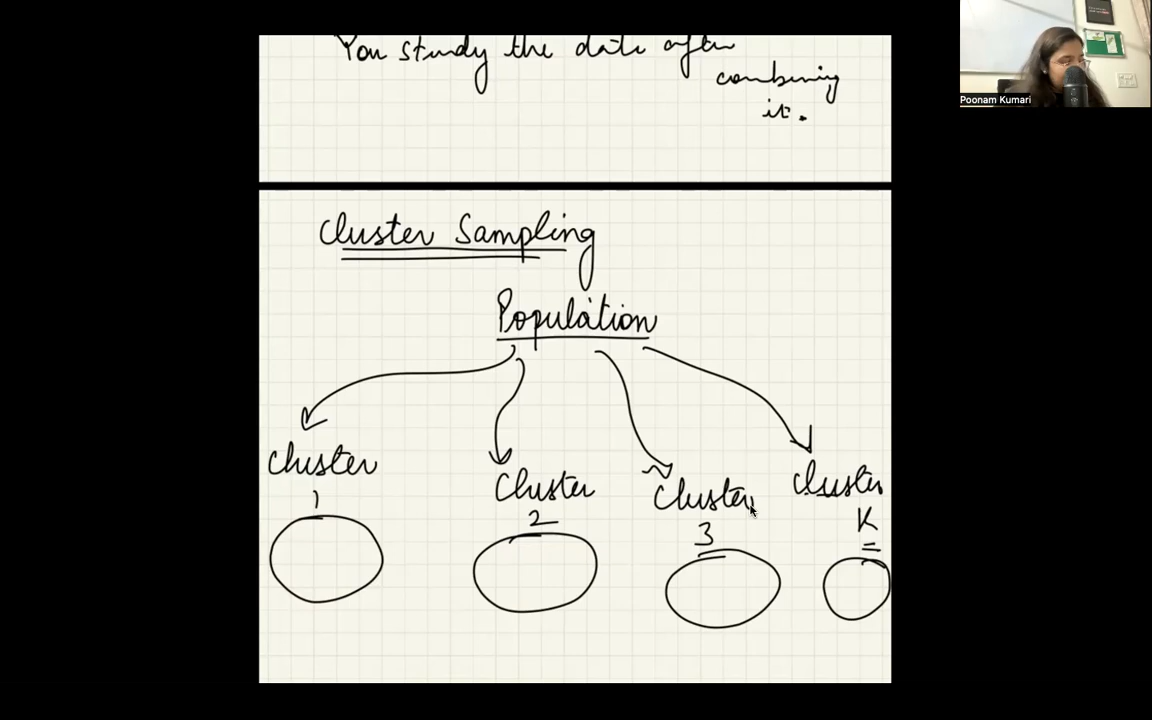 You study the data after
combining
it.
Cluster Sampling
Population
Cluster
1
Cluster
2
Cluster
3
Cluster
K
Poonam Kumari